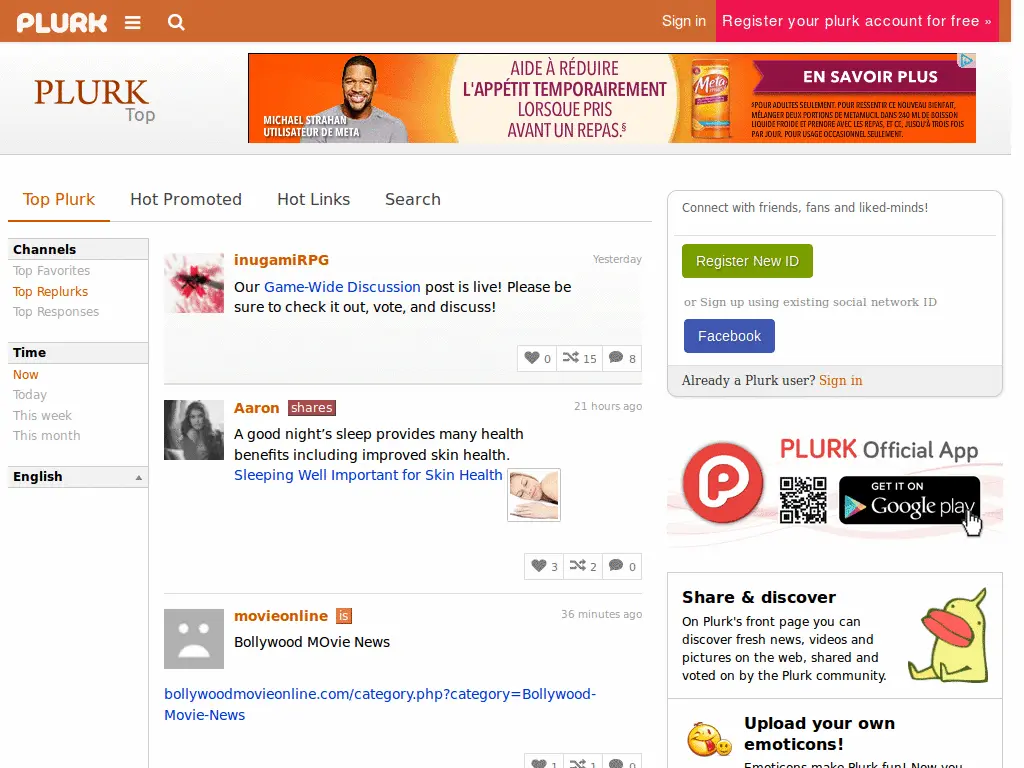 PLURK
Sign in
Register your plurk account for free »
PLURK
Top
MICHAEL STRAHAN
UTILISATEUR DE META
AIDE À RÉDUIRE
L'APPÉTIT TEMPORAIREMENT
LORSQUE PRIS
AVANT UN REPAS.§
Meta
EN SAVOIR PLUS
§POUR ADULTES SEULEMENT. POUR RESSENTIR CE NOUVEAU BIENFAIT,
MÉLANGER DEUX PORTIONS DE METAMUCIL DANS 240 ML DE BOISSON
LIQUIDE FROIDE ET PRENDRE AVEC LES REPAS, ET CE, JUSQU'À TROIS FOIS
PAR JOUR. POUR USAGE OCCASIONNEL SEULEMENT.
Top Plurk
Hot Promoted
Hot Links
Search
Channels
Top Favorites
Top Replurks
Top Responses
Time
Now
Today
This week
This month
English
inugamiRPG
Yesterday
Our Game-Wide Discussion post is live! Please be
sure to check it out, vote, and discuss!
0 15 8
Aaron shares
21 hours ago
A good night’s sleep provides many health
benefits including improved skin health.
Sleeping Well Important for Skin Health
3 2 0
movieonline is
36 minutes ago
Bollywood MOvie News
bollywoodmovieonline.com/category.php?category=Bollywood-
Movie-News
1 1 0
Connect with friends, fans and liked-minds!
Register New ID
or Sign up using existing social network ID
Facebook
Already a Plurk user? Sign in
PLURK Official App
GET IT ON
Google play
Share & discover
On Plurk's front page you can
discover fresh news, videos and
pictures on the web, shared and
voted on by the Plurk community.
Upload your own
emoticons!
Emoticons make Plurk fun! Now you